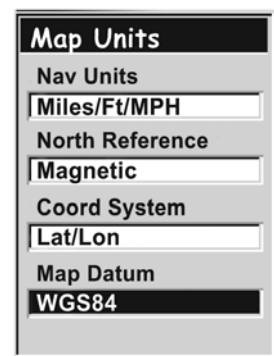 Map Units
Nav Units
Miles/Ft/MPH
North Reference
Magnetic
Coord System
Lat/Lon
Map Datum
WGS84